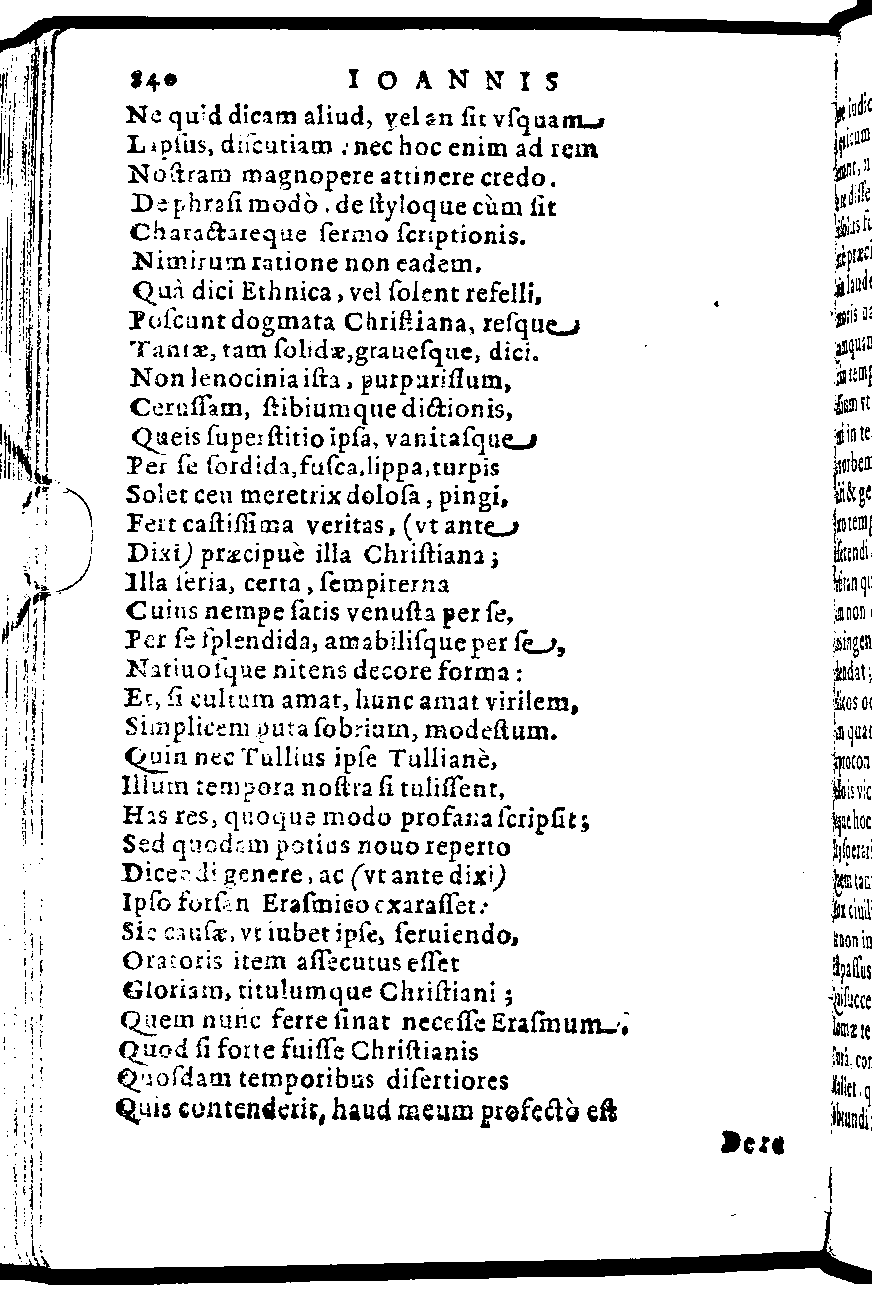 840 IOANNIS
Ne quid dicam aliud, vel an ſit vſquam
Lapſus, diſcutiam: nec hoc enim ad rem
Noſtram magnopere attinere credo.
De phraſi modò, de ſtyloque cùm ſit
Charactareque ſermo ſcriptionis.
Nimirum ratione non eadem.
Quà dici Ethnica, vel ſolent refelli,
Poſcunt dogmata Chriſtiana, reſque
Tantæ, tam ſolidæ,graueſque, dici.
Non lenocinia iſta, purpuriſſum,
Ceruſſam, ſtibiumque dictionis,
Queis ſuperſtitio ipſa, vanitaſque
Per ſe ſordida,fuſca,lippa,turpis
Solet ceu meretrix doloſa, pingi,
Fert caſtiſſima veritas, (vt ante
Dixi) præcipuè illa Chriſtiana;
Illa ſeria, certa, ſempiterna
Cuius nempe ſatis venuſta per ſe,
Per ſe ſplendida, amabiliſque per ſe,
Natiuoſque nitens decore forma:
Et, ſi cultum amat, hunc amat virilem,
Simplicem puta ſobrium, modeſtum.
Quin nec Tullius ipſe Tullianè,
Illum tempora noſtra ſi tuliſſent,
Has res, quoque modo profana ſcripſit;
Sed quodam potius nouo reperto
Dicendi genere, ac (vt ante dixi)
Ipſo forſan Eraſmico exaraſſet:
Sic cauſæ, vt iubet ipſe, ſeruiendo,
Oratoris item aſſecutus eſſet
Gloriam, titulumque Chriſtiani;
Quem nunc ferre ſinat neceſſe Eraſmum.
Quod ſi forte fuiſſe Chriſtianis
Quoſdam temporibus diſertiores
Quis contenderit, haud meum profectò eſt
Dere